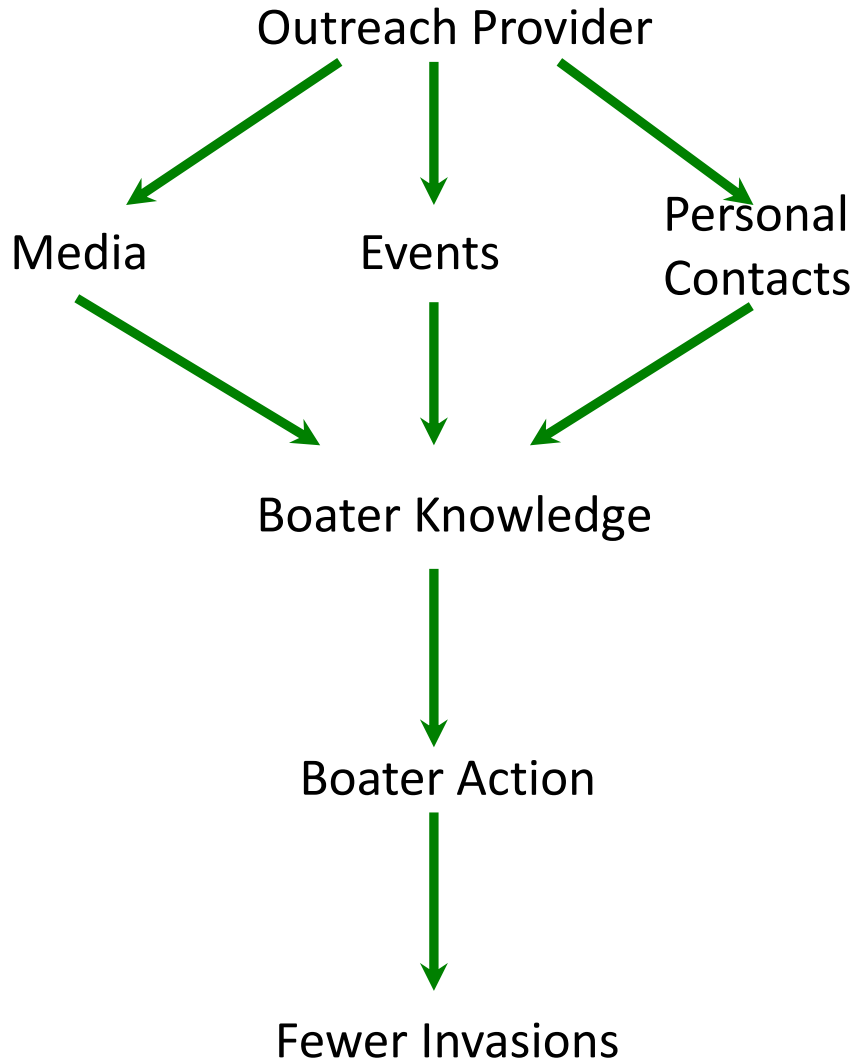 Outreach Provider
Media
Events
Personal
Contacts
Boater Knowledge
Boater Action
Fewer Invasions